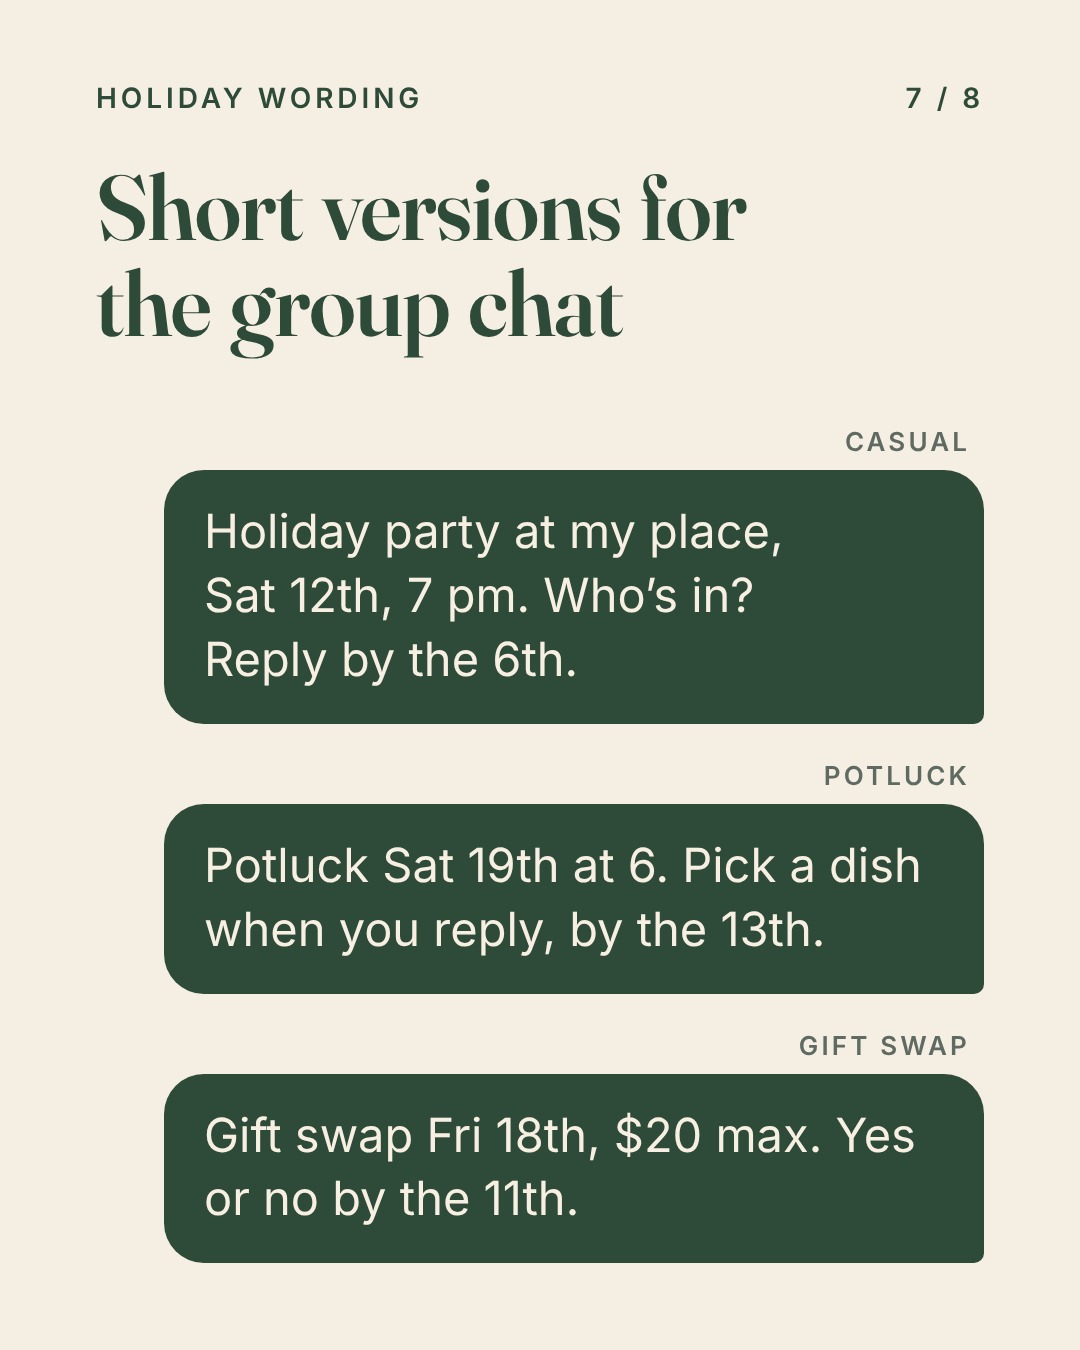 HOLIDAY WORDING
7 / 8
Short versions for
the group chat
CASUAL
Holiday party at my place,
Sat 12th, 7 pm. Who’s in?
Reply by the 6th.
POTLUCK
Potluck Sat 19th at 6. Pick a dish
when you reply, by the 13th.
GIFT SWAP
Gift swap Fri 18th, $20 max. Yes
or no by the 11th.